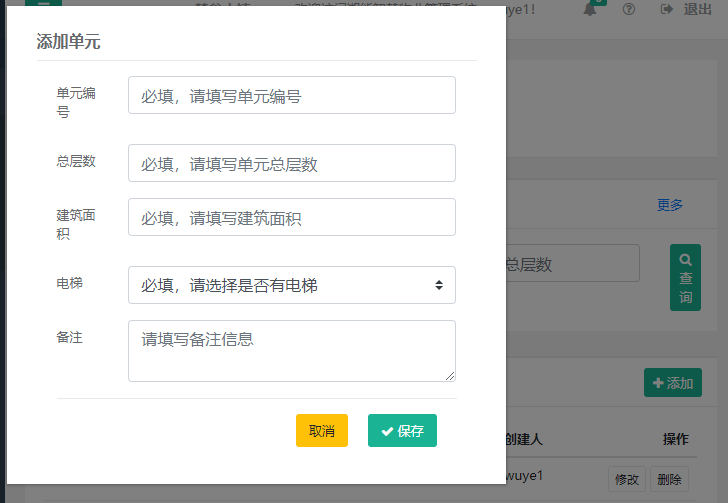 wuye1!
退出
添加单元
单元编
号
必填，请填写单元编号
总层数
必填，请填写单元总层数
建筑面
积
必填，请填写建筑面积
更多
总层数
查
询
电梯
必填，请选择是否有电梯
备注
请填写备注信息
添加
取消
保存
创建人
操作
wuye1
修改
删除